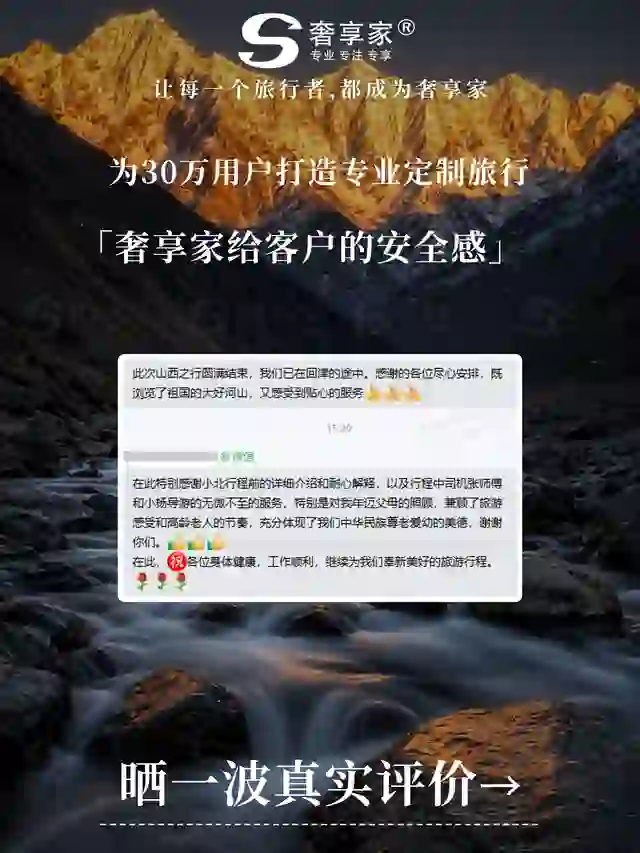 S 奢享家®
专业 专注 专享
让每一个旅行者,都成为奢享家
为30万用户打造专业定制旅行
「奢享家给客户的安全感」
此次山西之行圆满结束，我们已在回津的途中。感谢的各位尽心安排，既
浏览了祖国的大好河山，又感受到贴心的服务👍👍👍
在此特别感谢小北行程前的详细介绍和耐心解释，以及行程中司机张师傅
和小杨导游的无微不至的服务，特别是对我年迈父母的照顾，兼顾了旅游
感受和高龄老人的节奏，充分体现了我们中华民族尊老爱幼的美德，谢谢
你们。👍👍👍
在此，㊗各位身体健康，工作顺利，继续为我们奉新美好的旅游行程。
🌹🌹🌹
晒一波真实评价→